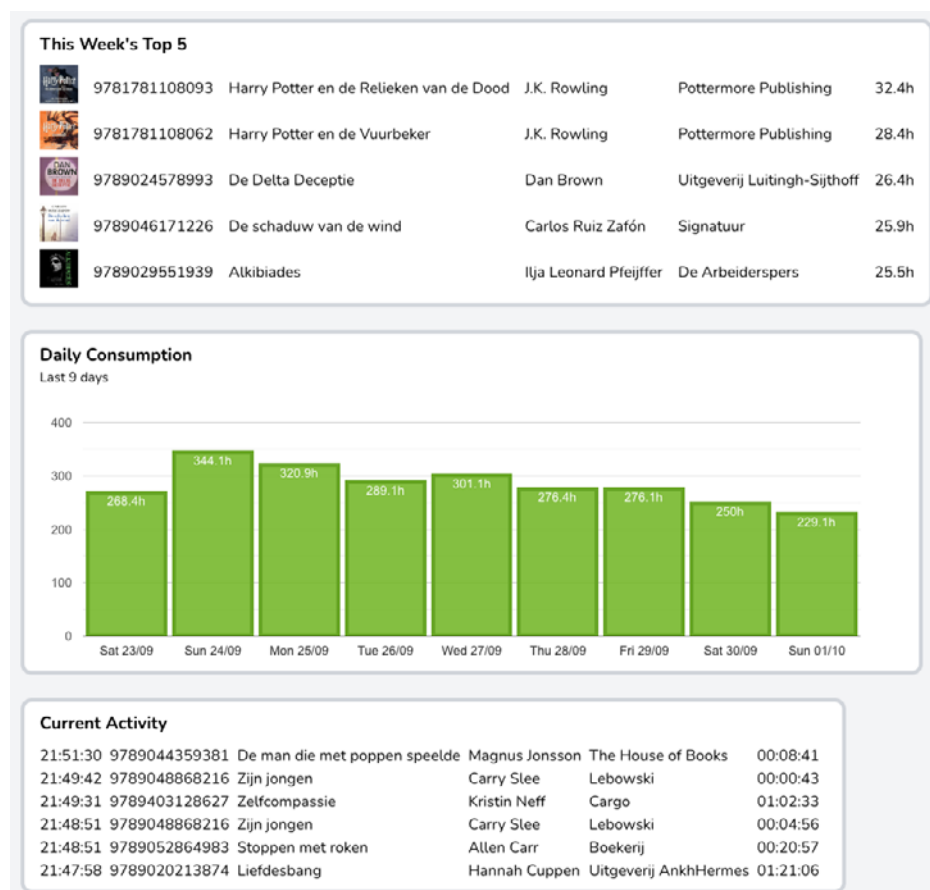 This Week's Top 5
9781781108093 Harry Potter en de Relieken van de Dood J.K. Rowling Pottermore Publishing 32.4h
9781781108062 Harry Potter en de Vuurbeker J.K. Rowling Pottermore Publishing 28.4h
DAN
BROWN
9789024578993 De Delta Deceptie Dan Brown Uitgeverij Luitingh-Sijthoff 26.4h
9789046171226 De schaduw van de wind Carlos Ruiz Zafón Signatuur 25.9h
9789029551939 Alkibiades Ilja Leonard Pfeijffer De Arbeiderspers 25.5h
Daily Consumption
Last 9 days
400
300
200
100
0
268.4h 344.1h 320.9h 289.1h 301.1h 276.4h 276.1h 250h 229.1h
Sat 23/09 Sun 24/09 Mon 25/09 Tue 26/09 Wed 27/09 Thu 28/09 Fri 29/09 Sat 30/09 Sun 01/10
Current Activity
21:51:30 9789044359381 De man die met poppen speelde Magnus Jonsson The House of Books 00:08:41
21:49:42 9789048868216 Zijn jongen Carry Slee Lebowski 00:00:43
21:49:31 9789403128627 Zelfcompassie Kristin Neff Cargo 01:02:33
21:48:51 9789048868216 Zijn jongen Carry Slee Lebowski 00:04:56
21:48:51 9789052864983 Stoppen met roken Allen Carr Boekerij 00:20:57
21:47:58 9789020213874 Liefdesbang Hannah Cuppen Uitgeverij AnkhHermes 01:21:06